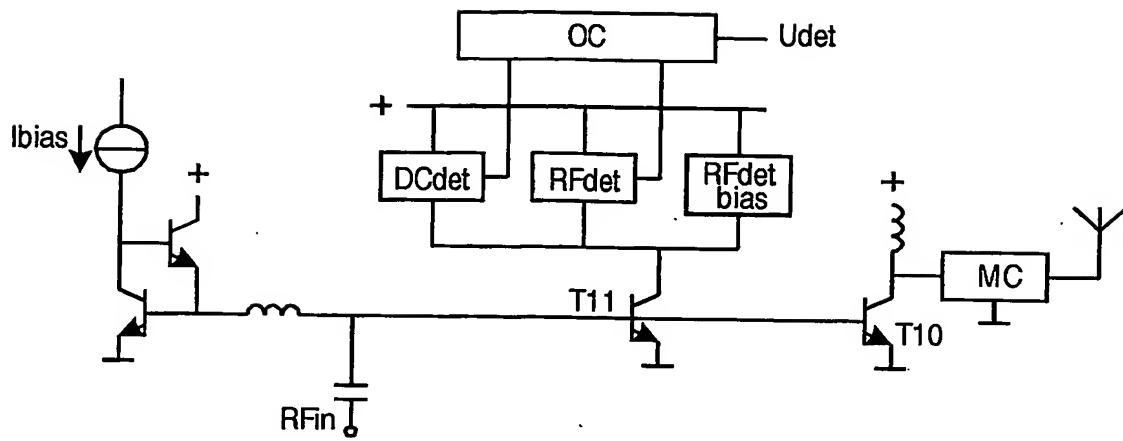 OC
Udet
+
Ibias
+
DCdet
RFdet
RFdet
bias
+
MC
T11
T10
RFin